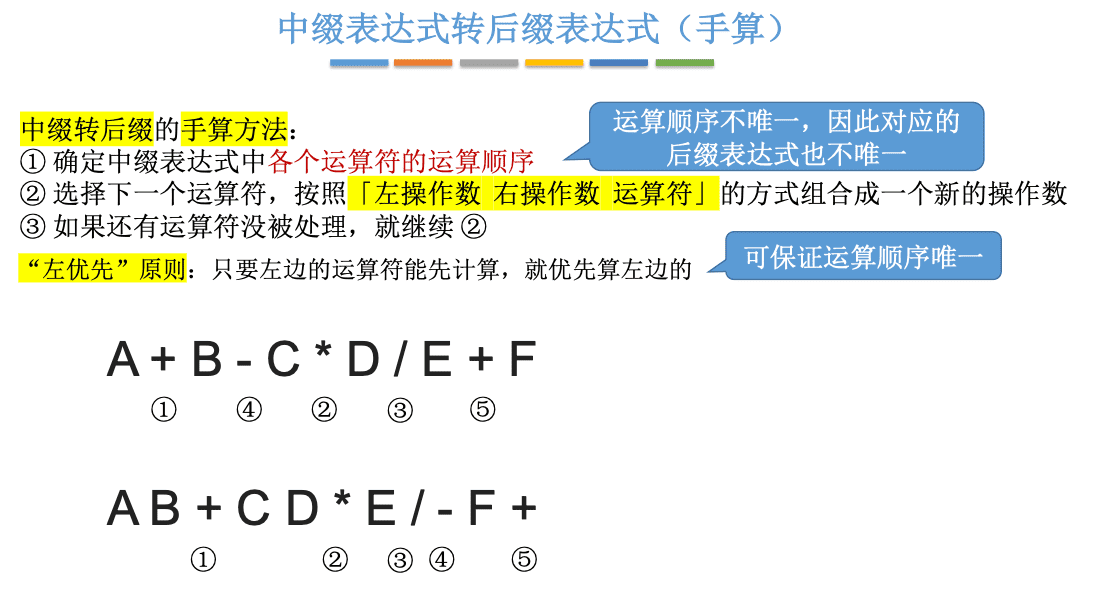 中缀表达式转后缀表达式（手算）
中缀转后缀的手算方法：
① 确定中缀表达式中各个运算符的运算顺序
② 选择下一个运算符，按照「左操作数 右操作数 运算符」的方式组合成一个新的操作数
③ 如果还有运算符没被处理，就继续 ②
运算顺序不唯一，因此对应的
后缀表达式也不唯一
“左优先”原则：只要左边的运算符能先计算，就优先算左边的
可保证运算顺序唯一
A + B - C * D / E + F
① ④ ② ③ ⑤
A B + C D * E / - F +
① ② ③ ④ ⑤